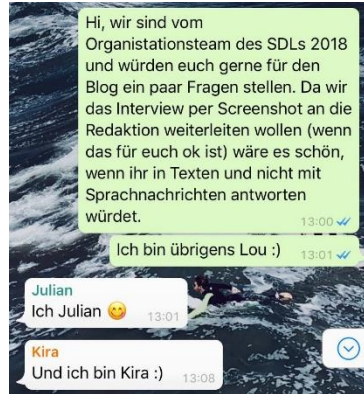 Hi, wir sind vom
Organistationsteam des SDLs 2018
und würden euch gerne für den
Blog ein paar Fragen stellen. Da wir
das Interview per Screenshot an die
Redaktion weiterleiten wollen (wenn
das für euch ok ist) wäre es schön,
wenn ihr in Texten und nicht mit
Sprachnachrichten antworten
würdet. 13:00
Ich bin übrigens Lou :) 13:01
Julian
Ich Julian 😋 13:01
Kira
Und ich bin Kira :) 13:08